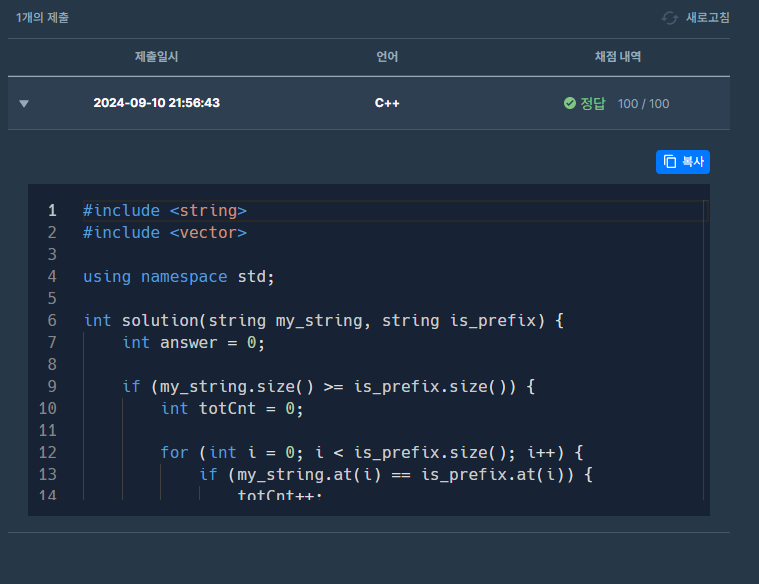 1개의 제출
새로고침
제출일시 언어 채점 내역
2024-09-10 21:56:43 C++ 정답 100 / 100
복사
1 #include <string>
2 #include <vector>
3
4 using namespace std;
5
6 int solution(string my_string, string is_prefix) {
7     int answer = 0;
8
9     if (my_string.size() >= is_prefix.size()) {
10         int totCnt = 0;
11
12         for (int i = 0; i < is_prefix.size(); i++) {
13             if (my_string.at(i) == is_prefix.at(i)) {
14                 totCnt++;